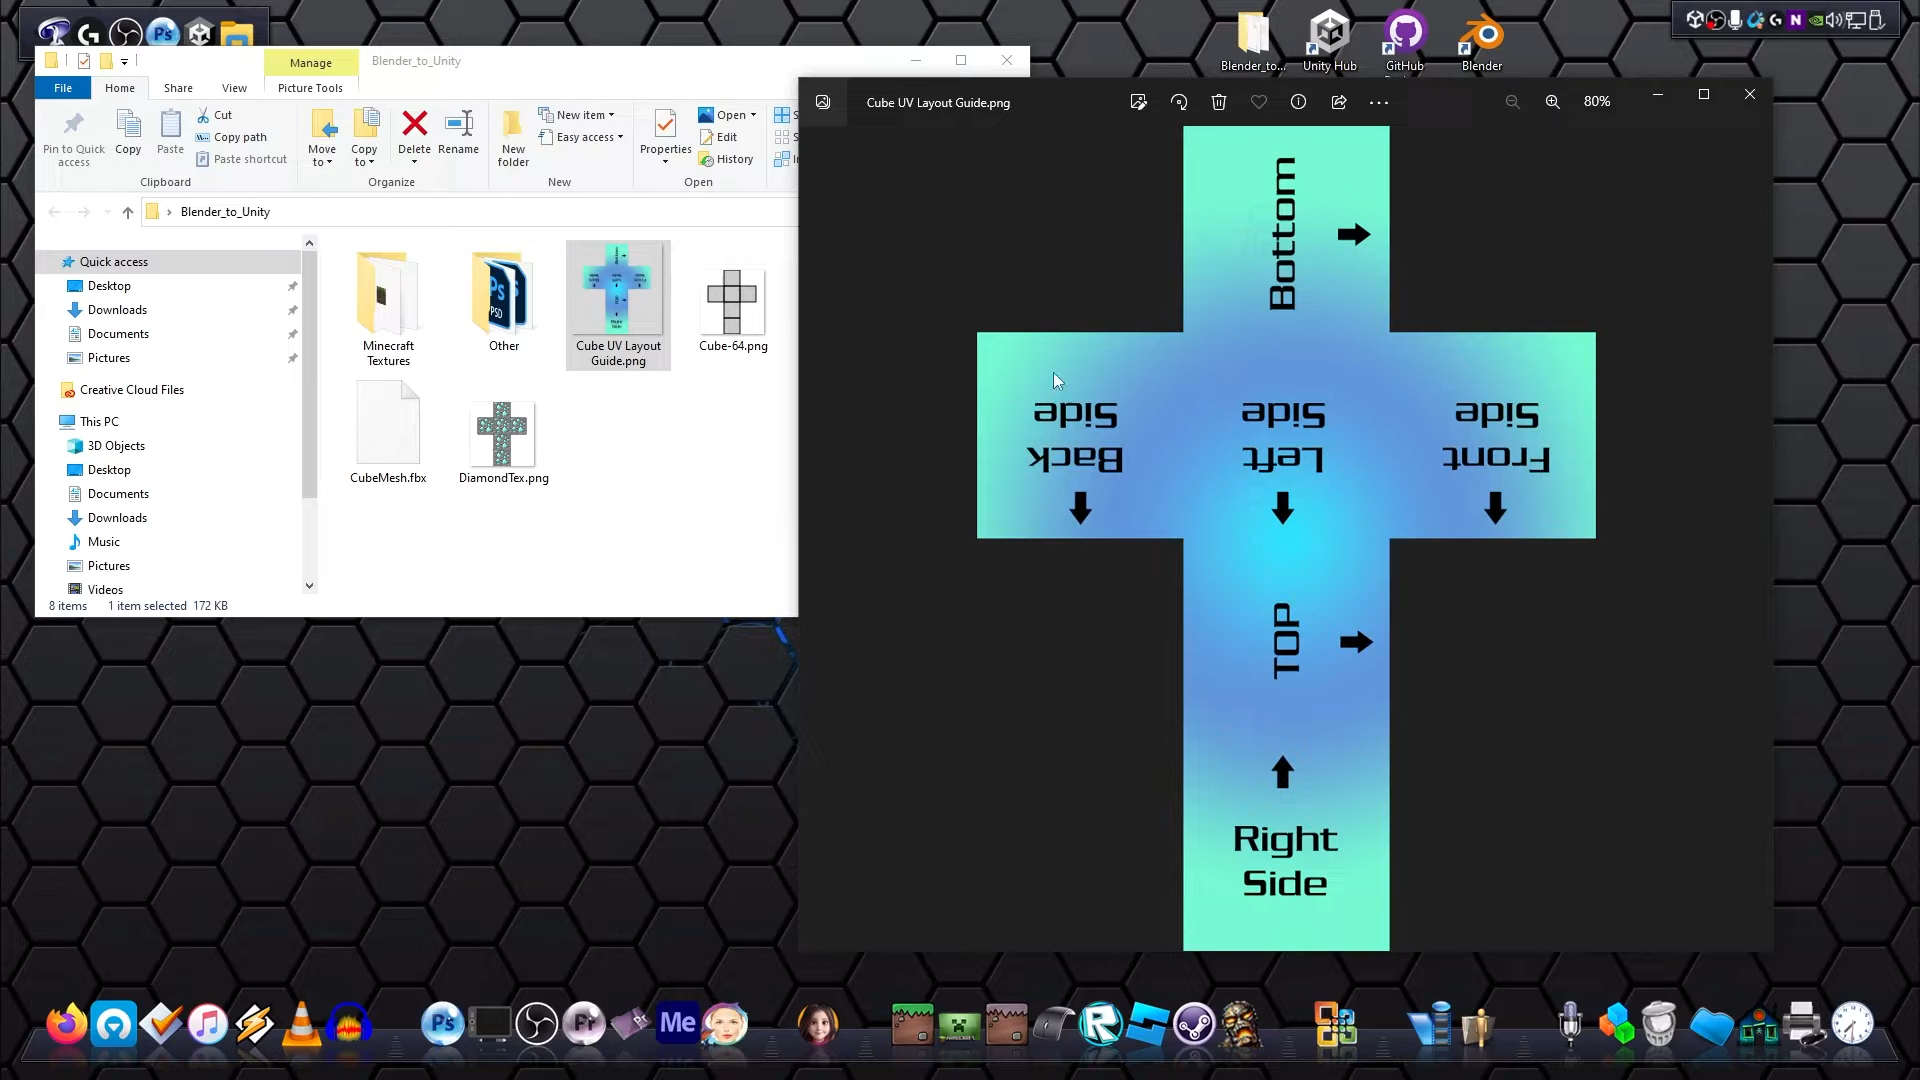 Manage
Blender_to_Unity
File
Home
Share
View
Picture Tools
Pin to Quick
access
Copy
Paste
Cut
Copy path
Paste shortcut
Clipboard
Move
to
Copy
to
Delete
Rename
Organize
New
folder
New item
Easy access
New
Properties
Open
Edit
History
Open
Blender_to_Unity
Quick access
Desktop
Downloads
Documents
Pictures
Creative Cloud Files
This PC
3D Objects
Desktop
Documents
Downloads
Music
Pictures
Videos
Minecraft
Textures
Other
Cube UV Layout
Guide.png
Cube-64.png
CubeMesh.fbx
DiamondTex.png
8 items
1 item selected 172 KB
Blender_to...
Unity Hub
GitHub
Blender
Cube UV Layout Guide.png
80%
Bottom
Back
Side
Left
Side
Front
Side
TOP
Right
Side
Ps
PSD
Ps
Pr
Me